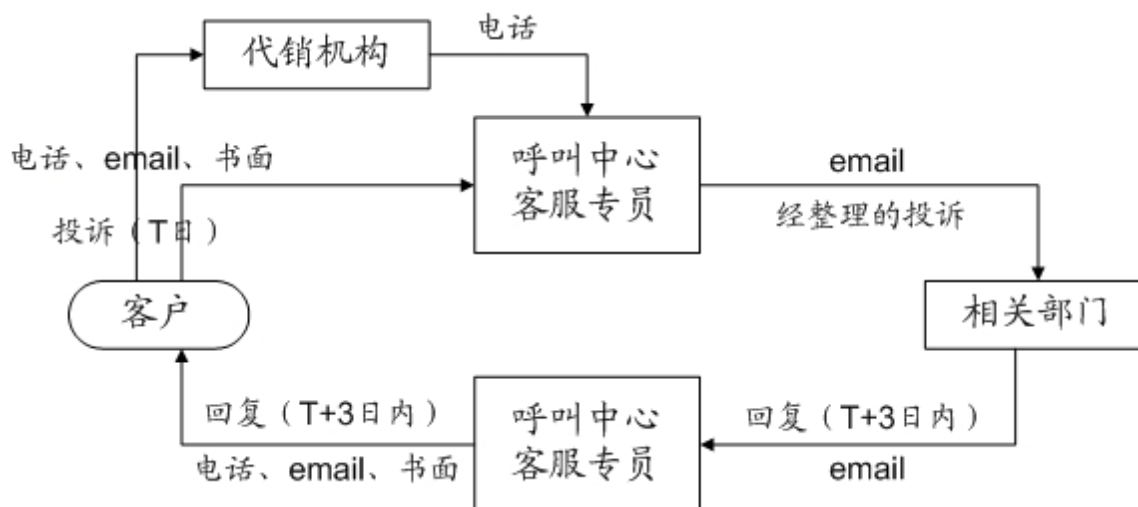 代销机构
电话
电话、email、书面
呼叫中心
客服专员
email
经整理的投诉
投诉（T日）
客户
相关部门
回复（T+3日内）
电话、email、书面
呼叫中心
客服专员
回复（T+3日内）
email